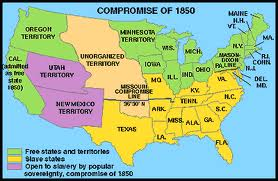 COMPROMISE OF 1850
OREGON
TERRITORY
MINNESOTA
TERRITORY
UNORGANIZED
TERRITORY
CAL.
(admitted
as free
state
1850)
UTAH
TERRITORY
NEW MEXICO
TERRITORY
MISSOURI
COMPROMISE
LINE
36°30' N
WIS.
MICH.
IOWA
ILL.
IND.
OHIO
PA.
N.Y.
VT.
N.H.
MAINE
MASS.
R.I.
CONN.
N.J.
MASON-
DIXON
LINE
DEL.
MD.
VA.
KY.
MO.
TENN.
N.C.
S.C.
ARK.
MISS.
ALA.
GA.
LA.
FLA.
TEXAS
Free states and territories
Slave states
Open to slavery by popular
sovereignty, compromise of 1850